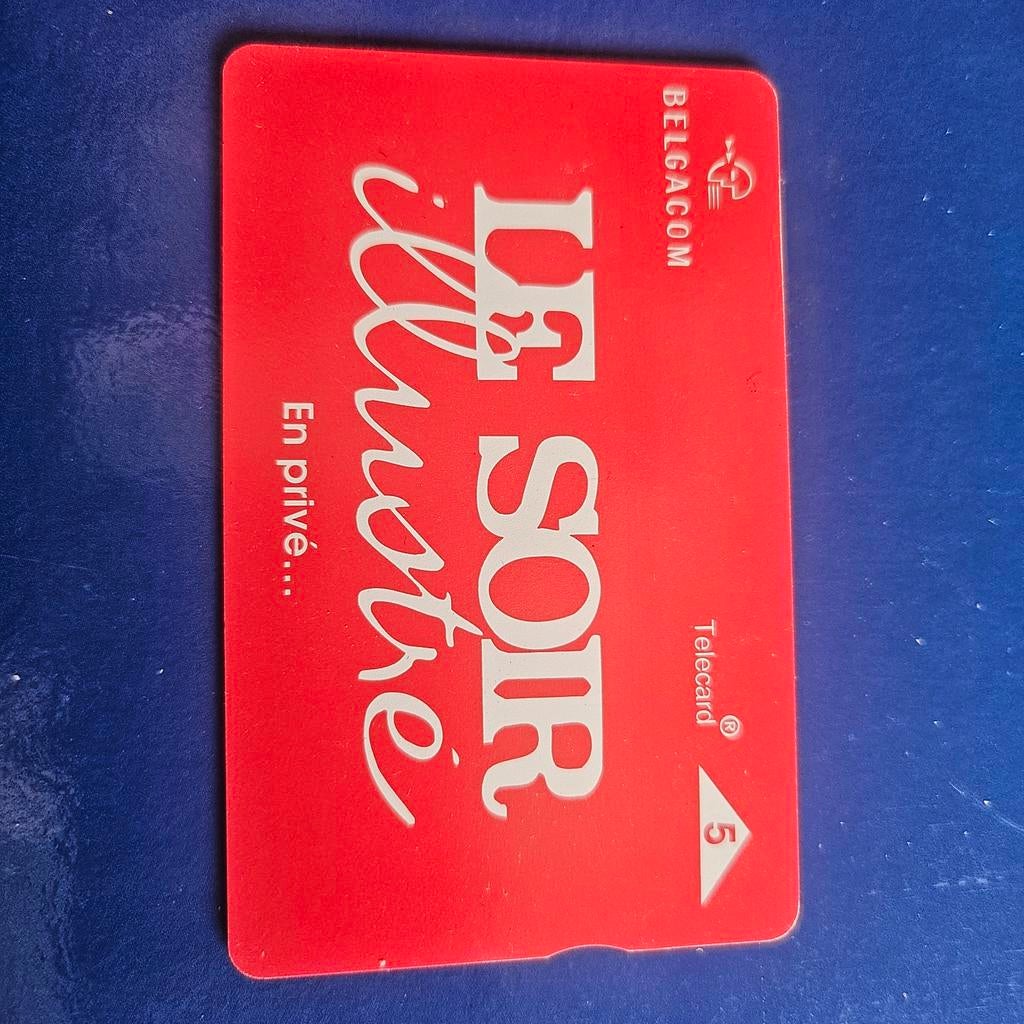 BELGACOM
Telecard®
5
LE SOIR
illustré
En privé...